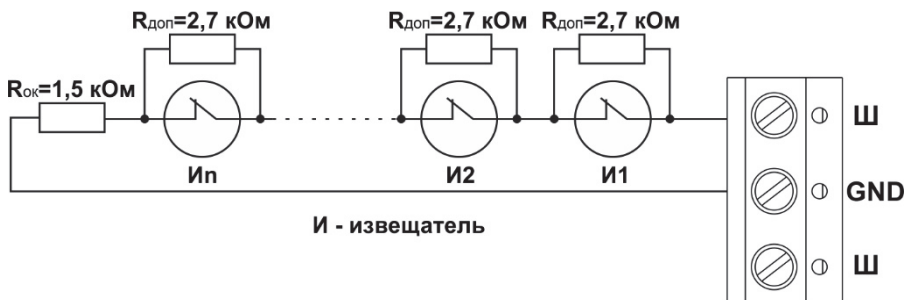 Rдоп=2,7 кОм Rдоп=2,7 кОм Rдоп=2,7 кОм
Rок=1,5 кОм
Ш
Иn И2 И1
GND
И - извещатель
Ш